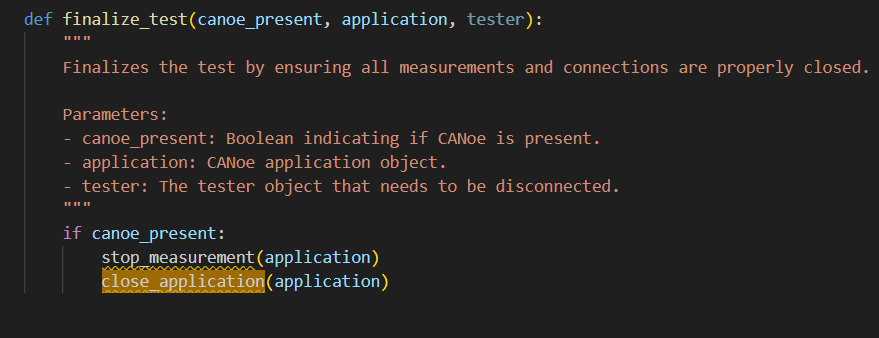 def finalize_test(canoe_present, application, tester):
"""
Finalizes the test by ensuring all measurements and connections are properly closed.
Parameters:
- canoe_present: Boolean indicating if CANoe is present.
- application: CANoe application object.
- tester: The tester object that needs to be disconnected.
"""
if canoe_present:
stop_measurement(application)
close_application(application)